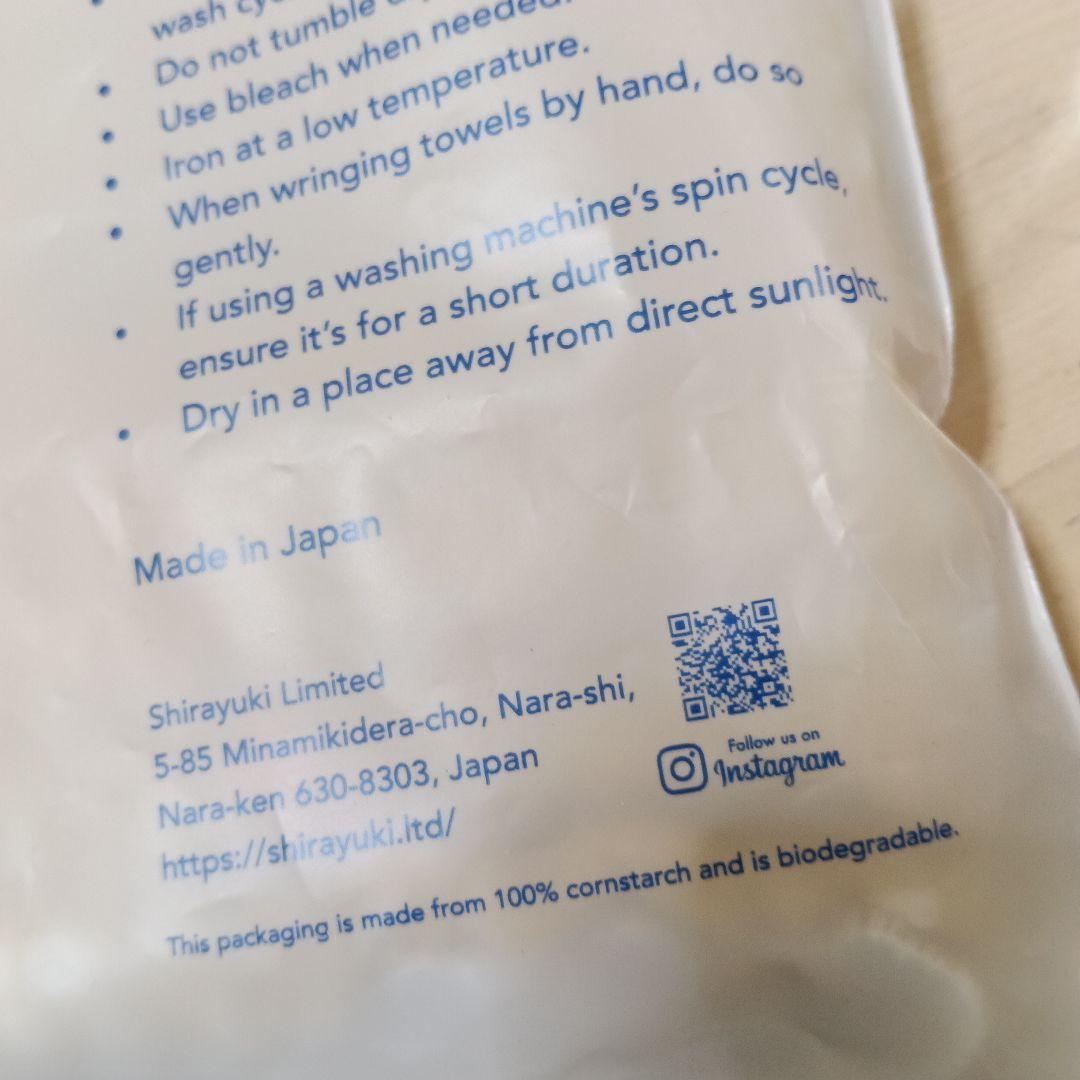 wash
Do not tumble
Use bleach when needed.
Iron at a low temperature.
When wringing towels by hand, do so
gently.
If using a washing machine's spin cycle,
ensure it's for a short duration.
Dry in a place away from direct sunlight.
Made in Japan
Shirayuki Limited
5-85 Minamikidera-cho, Nara-shi,
Nara-ken 630-8303, Japan
https://shirayuki.ltd/
Follow us on
Instagram
This packaging is made from 100% cornstarch and is biodegradable.